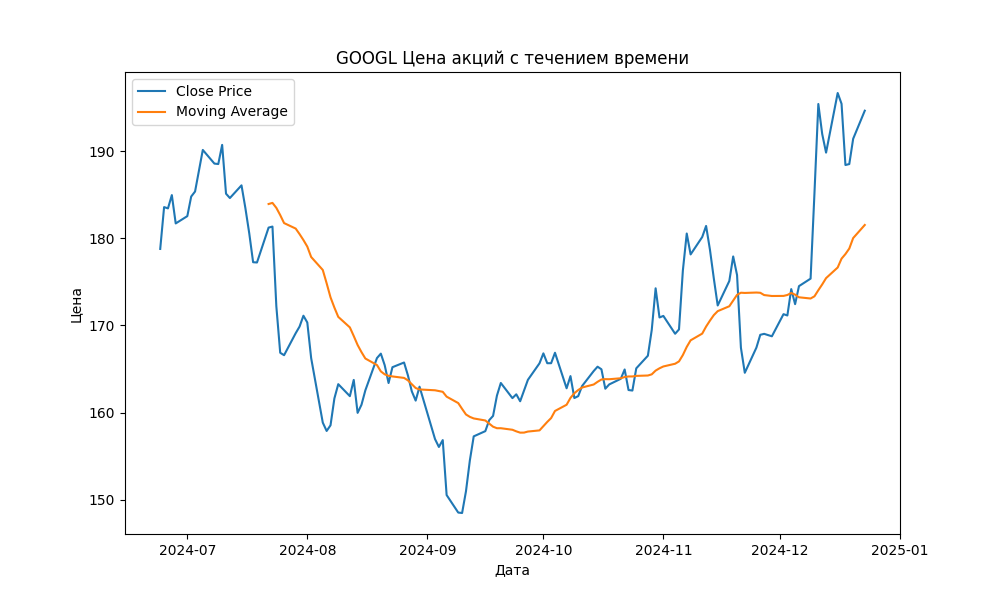 GOOGL Цена акций с течением времени
Close Price
Moving Average
190
180
170
160
150
Цена
2024-07
2024-08
2024-09
2024-10
2024-11
2024-12
2025-01
Дата